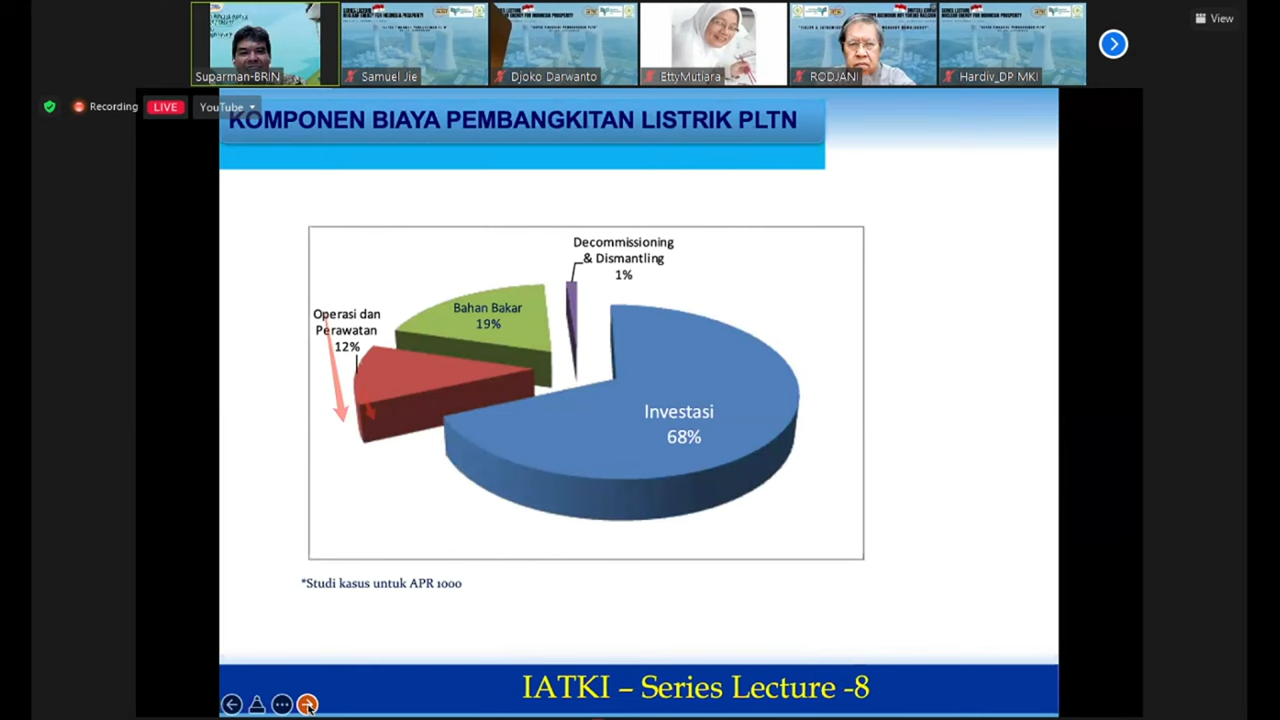 View
Suparman-BRIN
Samuel Jie
Djoko Darwanto
EttyMutiara
RODJANI
Hardiv_DP MKI
Recording
LIVE
YouTube
KOMPONEN BIAYA PEMBANGKITAN LISTRIK PLTN
Decommissioning
& Dismantling
1%
Operasi dan
Perawatan
12%
Bahan Bakar
19%
Investasi
68%
*Studi kasus untuk APR 1000
IATKI – Series Lecture -8